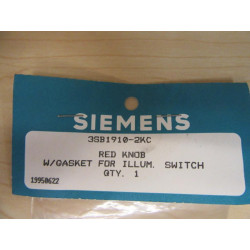 SIEMENS
3SB1910-2KC
RED KNOB
W/GASKET FOR ILLUM. SWITCH
QTY. 1
19950622